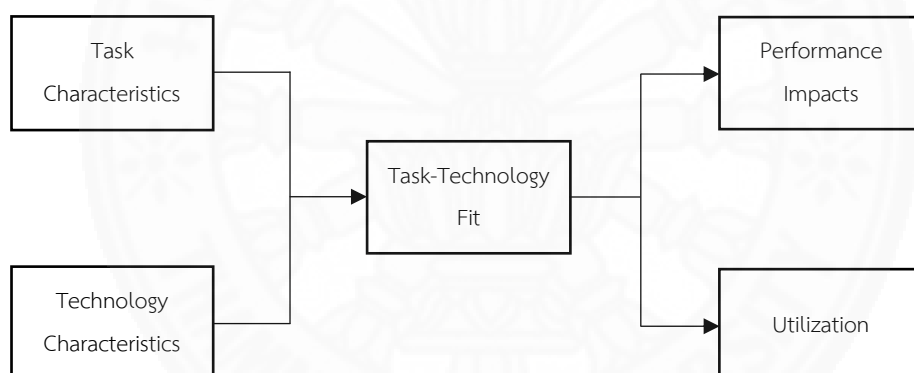 Task
Characteristics
Performance
Impacts
Task-Technology
Fit
Technology
Characteristics
Utilization